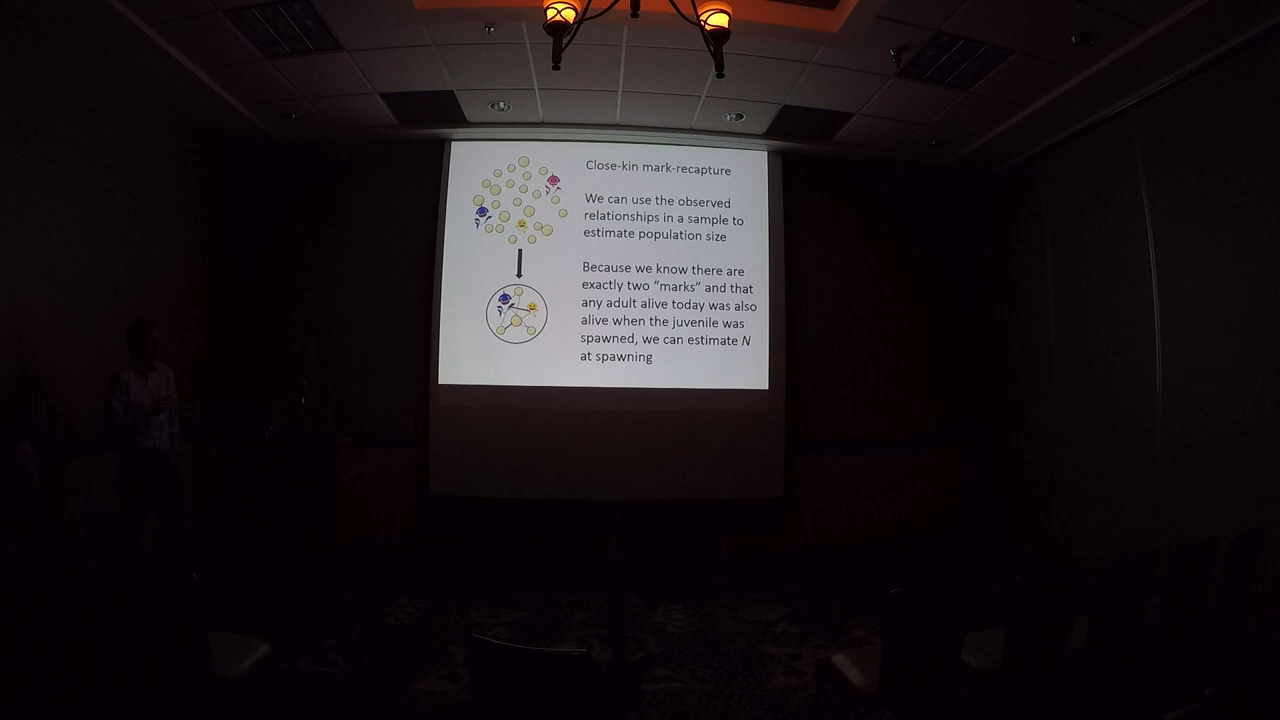 Close-kin mark-recapture
We can use the observed
relationships in a sample to
estimate population size
Because we know there are
exactly two “marks” and that
any adult alive today was also
alive when the juvenile was
spawned, we can estimate N
at spawning